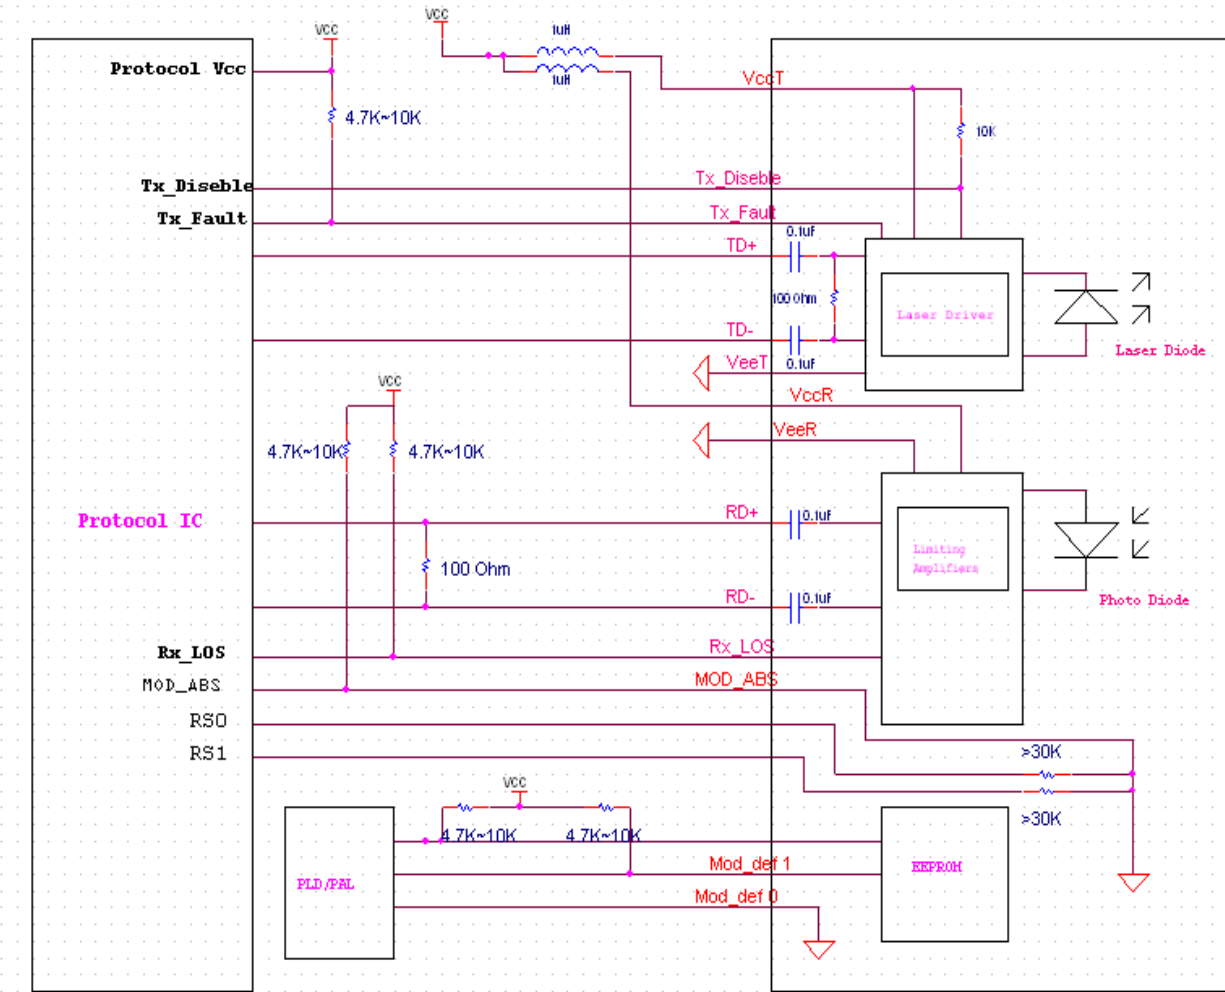 VCC
VCC
1uH
1uH
Protocol Vcc
VccT
4.7K~10K
10K
Tx_Diseble
Tx_Diseble
Tx_Fault
Tx_Fault
0.1uF
TD+
100 Ohm
Laser Driver
TD-
Laser Diode
VeeT
0.1uF
VCC
VccR
VeeR
4.7K~10K
4.7K~10K
Protocol IC
RD+
0.1uF
Limiting
Amplifiers
100 Ohm
RD-
0.1uF
Photo Diode
Rx_LOS
Rx_LOS
MOD_ABS
MOD_ABS
RS0
RS1
>30K
VCC
>30K
4.7K~10K
4.7K~10K
Mod_def 1
EEPROM
PLD/PAL
Mod_def 0